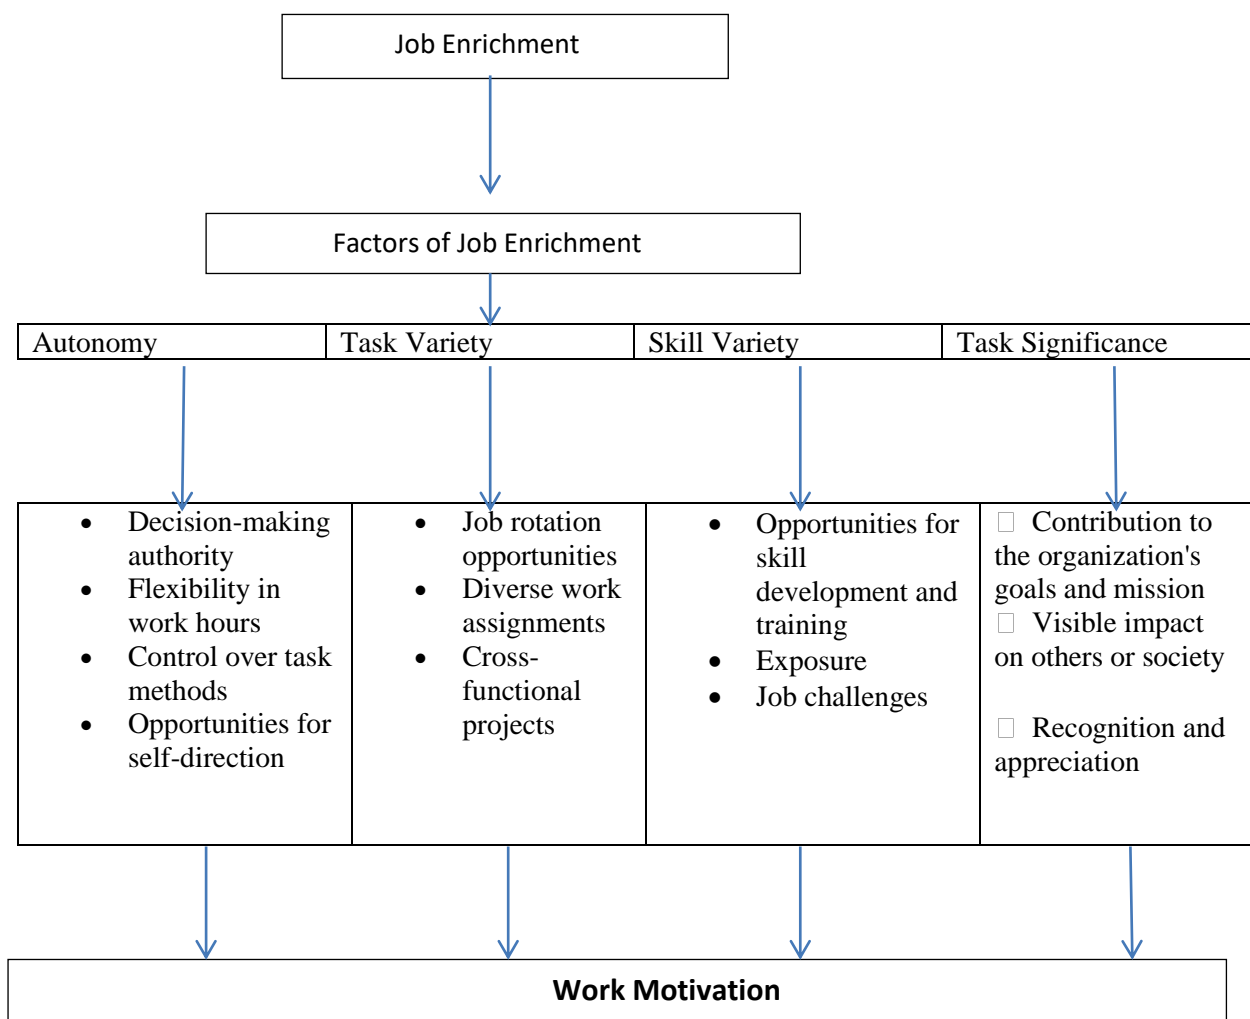 Job Enrichment
Factors of Job Enrichment
Autonomy
Task Variety
Skill Variety
Task Significance
• Decision-making
authority
• Flexibility in
work hours
• Control over task
methods
• Opportunities for
self-direction
• Job rotation
opportunities
• Diverse work
assignments
• Cross-
functional
projects
• Opportunities for
skill
development and
training
• Exposure
• Job challenges
□ Contribution to
the organization's
goals and mission
□ Visible impact
on others or society
□ Recognition and
appreciation
Work Motivation